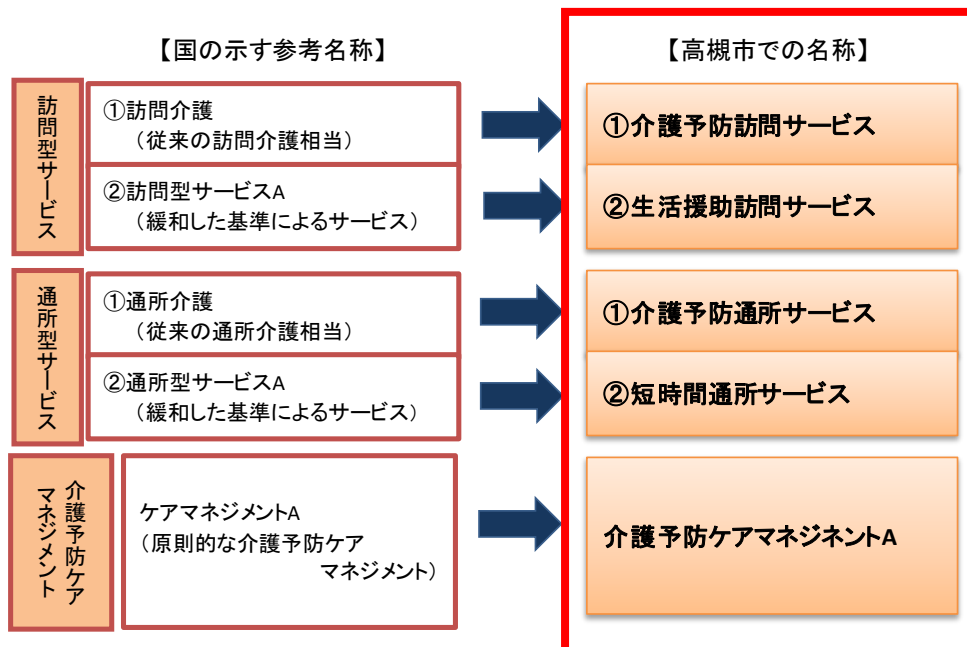 【国の示す参考名称】
【高槻市での名称】
訪問型サービス
①訪問介護
（従来の訪問介護相当）
①介護予防訪問サービス
②訪問型サービスA
（緩和した基準によるサービス）
②生活援助訪問サービス
通所型サービス
①通所介護
（従来の通所介護相当）
①介護予防通所サービス
②通所型サービスA
（緩和した基準によるサービス）
②短時間通所サービス
介護予防ケア
マネジメント
ケアマネジメントA
（原則的な介護予防ケア
マネジメント）
介護予防ケアマネジネントA